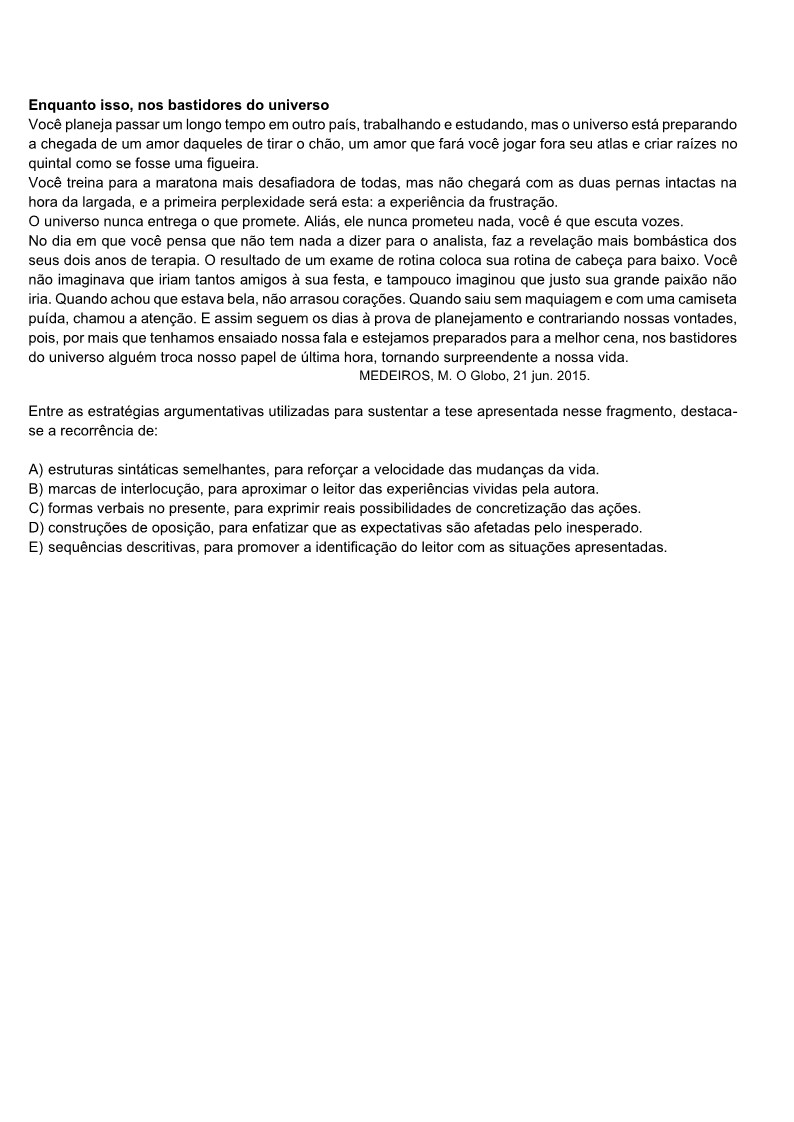 Enquanto isso, nos bastidores do universo
Você planeja passar um longo tempo em outro país, trabalhando e estudando, mas o universo está preparando
a chegada de um amor daqueles de tirar o chão, um amor que fará você jogar fora seu atlas e criar raízes no
quintal como se fosse uma figueira.
Você treina para a maratona mais desafiadora de todas, mas não chegará com as duas pernas intactas na
hora da largada, e a primeira perplexidade será esta: a experiência da frustração.
O universo nunca entrega o que promete. Aliás, ele nunca prometeu nada, você é que escuta vozes.
No dia em que você pensa que não tem nada a dizer para o analista, faz a revelação mais bombástica dos
seus dois anos de terapia. O resultado de um exame de rotina coloca sua rotina de cabeça para baixo. Você
não imaginava que iriam tantos amigos à sua festa, e tampouco imaginou que justo sua grande paixão não
iria. Quando achou que estava bela, não arrasou corações. Quando saiu sem maquiagem e com uma camiseta
puída, chamou a atenção. E assim seguem os dias à prova de planejamento e contrariando nossas vontades,
pois, por mais que tenhamos ensaiado nossa fala e estejamos preparados para a melhor cena, nos bastidores
do universo alguém troca nosso papel de última hora, tornando surpreendente a nossa vida.
MEDEIROS, M. O Globo, 21 jun. 2015.
Entre as estratégias argumentativas utilizadas para sustentar a tese apresentada nesse fragmento, destaca-
se a recorrência de:
A) estruturas sintáticas semelhantes, para reforçar a velocidade das mudanças da vida.
B) marcas de interlocução, para aproximar o leitor das experiências vividas pela autora.
C) formas verbais no presente, para exprimir reais possibilidades de concretização das ações.
D) construções de oposição, para enfatizar que as expectativas são afetadas pelo inesperado.
E) sequências descritivas, para promover a identificação do leitor com as situações apresentadas.